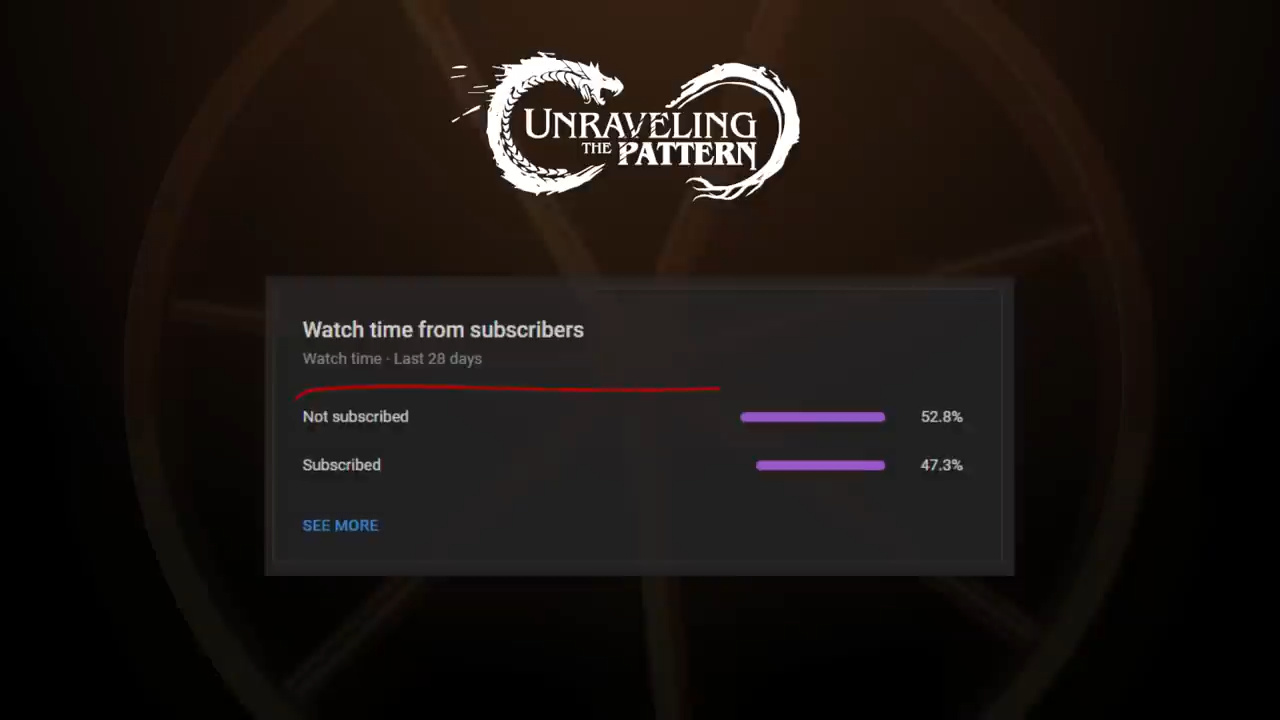 UNRAVELING
THE PATTERN
Watch time from subscribers
Watch time · Last 28 days
Not subscribed 52.8%
Subscribed 47.3%
SEE MORE